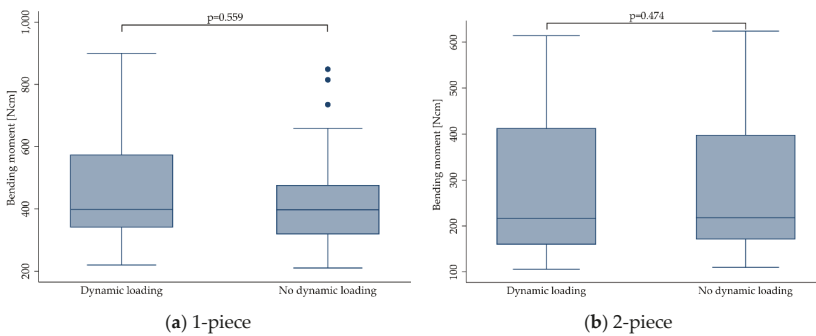 p=0.559
1,000
800
600
400
200
Bending moment [Ncm]
Dynamic loading
No dynamic loading
(a) 1-piece
p=0.474
600
500
400
300
200
100
Bending moment [Ncm]
Dynamic loading
No dynamic loading
(b) 2-piece